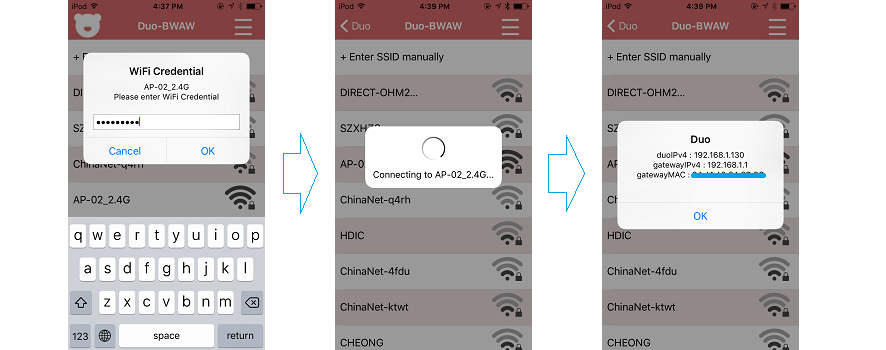 iPod 4:37 PM
Duo-BWAW
+ E
WiFi Credential
AP-02_2.4G
Please enter WiFi Credential
•••••••••
Cancel OK
DI
SZ
ChinaNet-q4rh
AP-02_2.4G
q w e r t y u i o p
a s d f g h j k l
z x c v b n m
123 space return
iPod 4:39 PM
Duo Duo-BWAW
+ Enter SSID manually
DIRECT-OHM2...
Connecting to AP-02_2.4G...
ChinaNet-q4rh
HDIC
ChinaNet-4fdu
ChinaNet-ktwt
CHEONG
iPod 4:39 PM
Duo Duo-BWAW
+ Enter SSID manually
DIRECT-OHM2...
Duo
duoIPv4 : 192.168.1.130
gatewayIPv4 : 192.168.1.1
gatewayMAC :
OK
HDIC
ChinaNet-4fdu
ChinaNet-ktwt
CHEONG